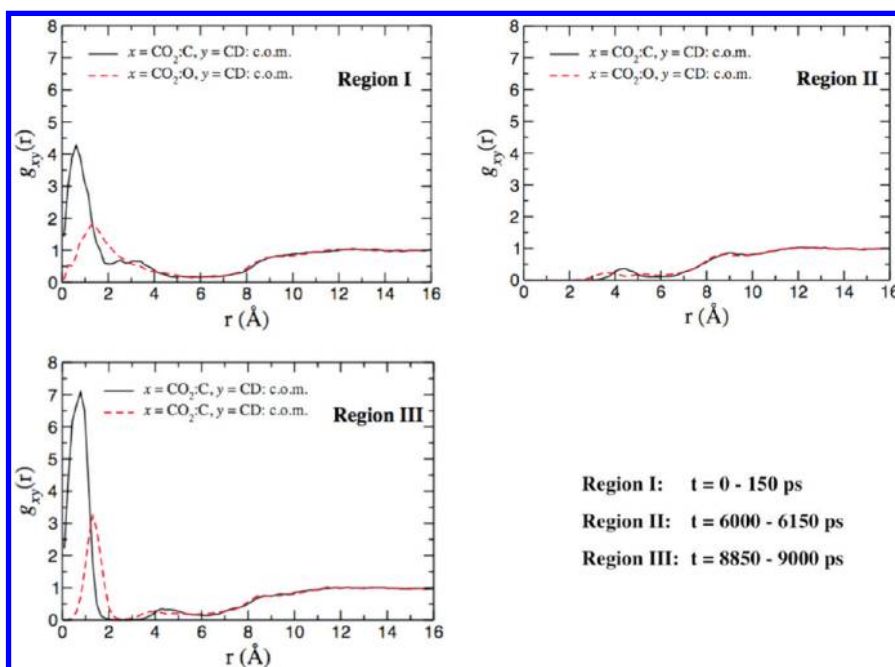 8
7
6
5
4
3
2
1
0
g_xy(r)
x = CO₂:C, y = CD: c.o.m.
x = CO₂:O, y = CD: c.o.m.
Region I
0 2 4 6 8 10 12 14 16
r (Å)
8
7
6
5
4
3
2
1
0
g_xy(r)
x = CO₂:C, y = CD: c.o.m.
x = CO₂:O, y = CD: c.o.m.
Region II
2 4 6 8 10 12 14 16
r (Å)
8
7
6
5
4
3
2
1
0
g_xy(r)
x = CO₂:C, y = CD: c.o.m.
x = CO₂:C, y = CD: c.o.m.
Region III
0 2 4 6 8 10 12 14 16
r (Å)
Region I: t = 0 - 150 ps
Region II: t = 6000 - 6150 ps
Region III: t = 8850 - 9000 ps